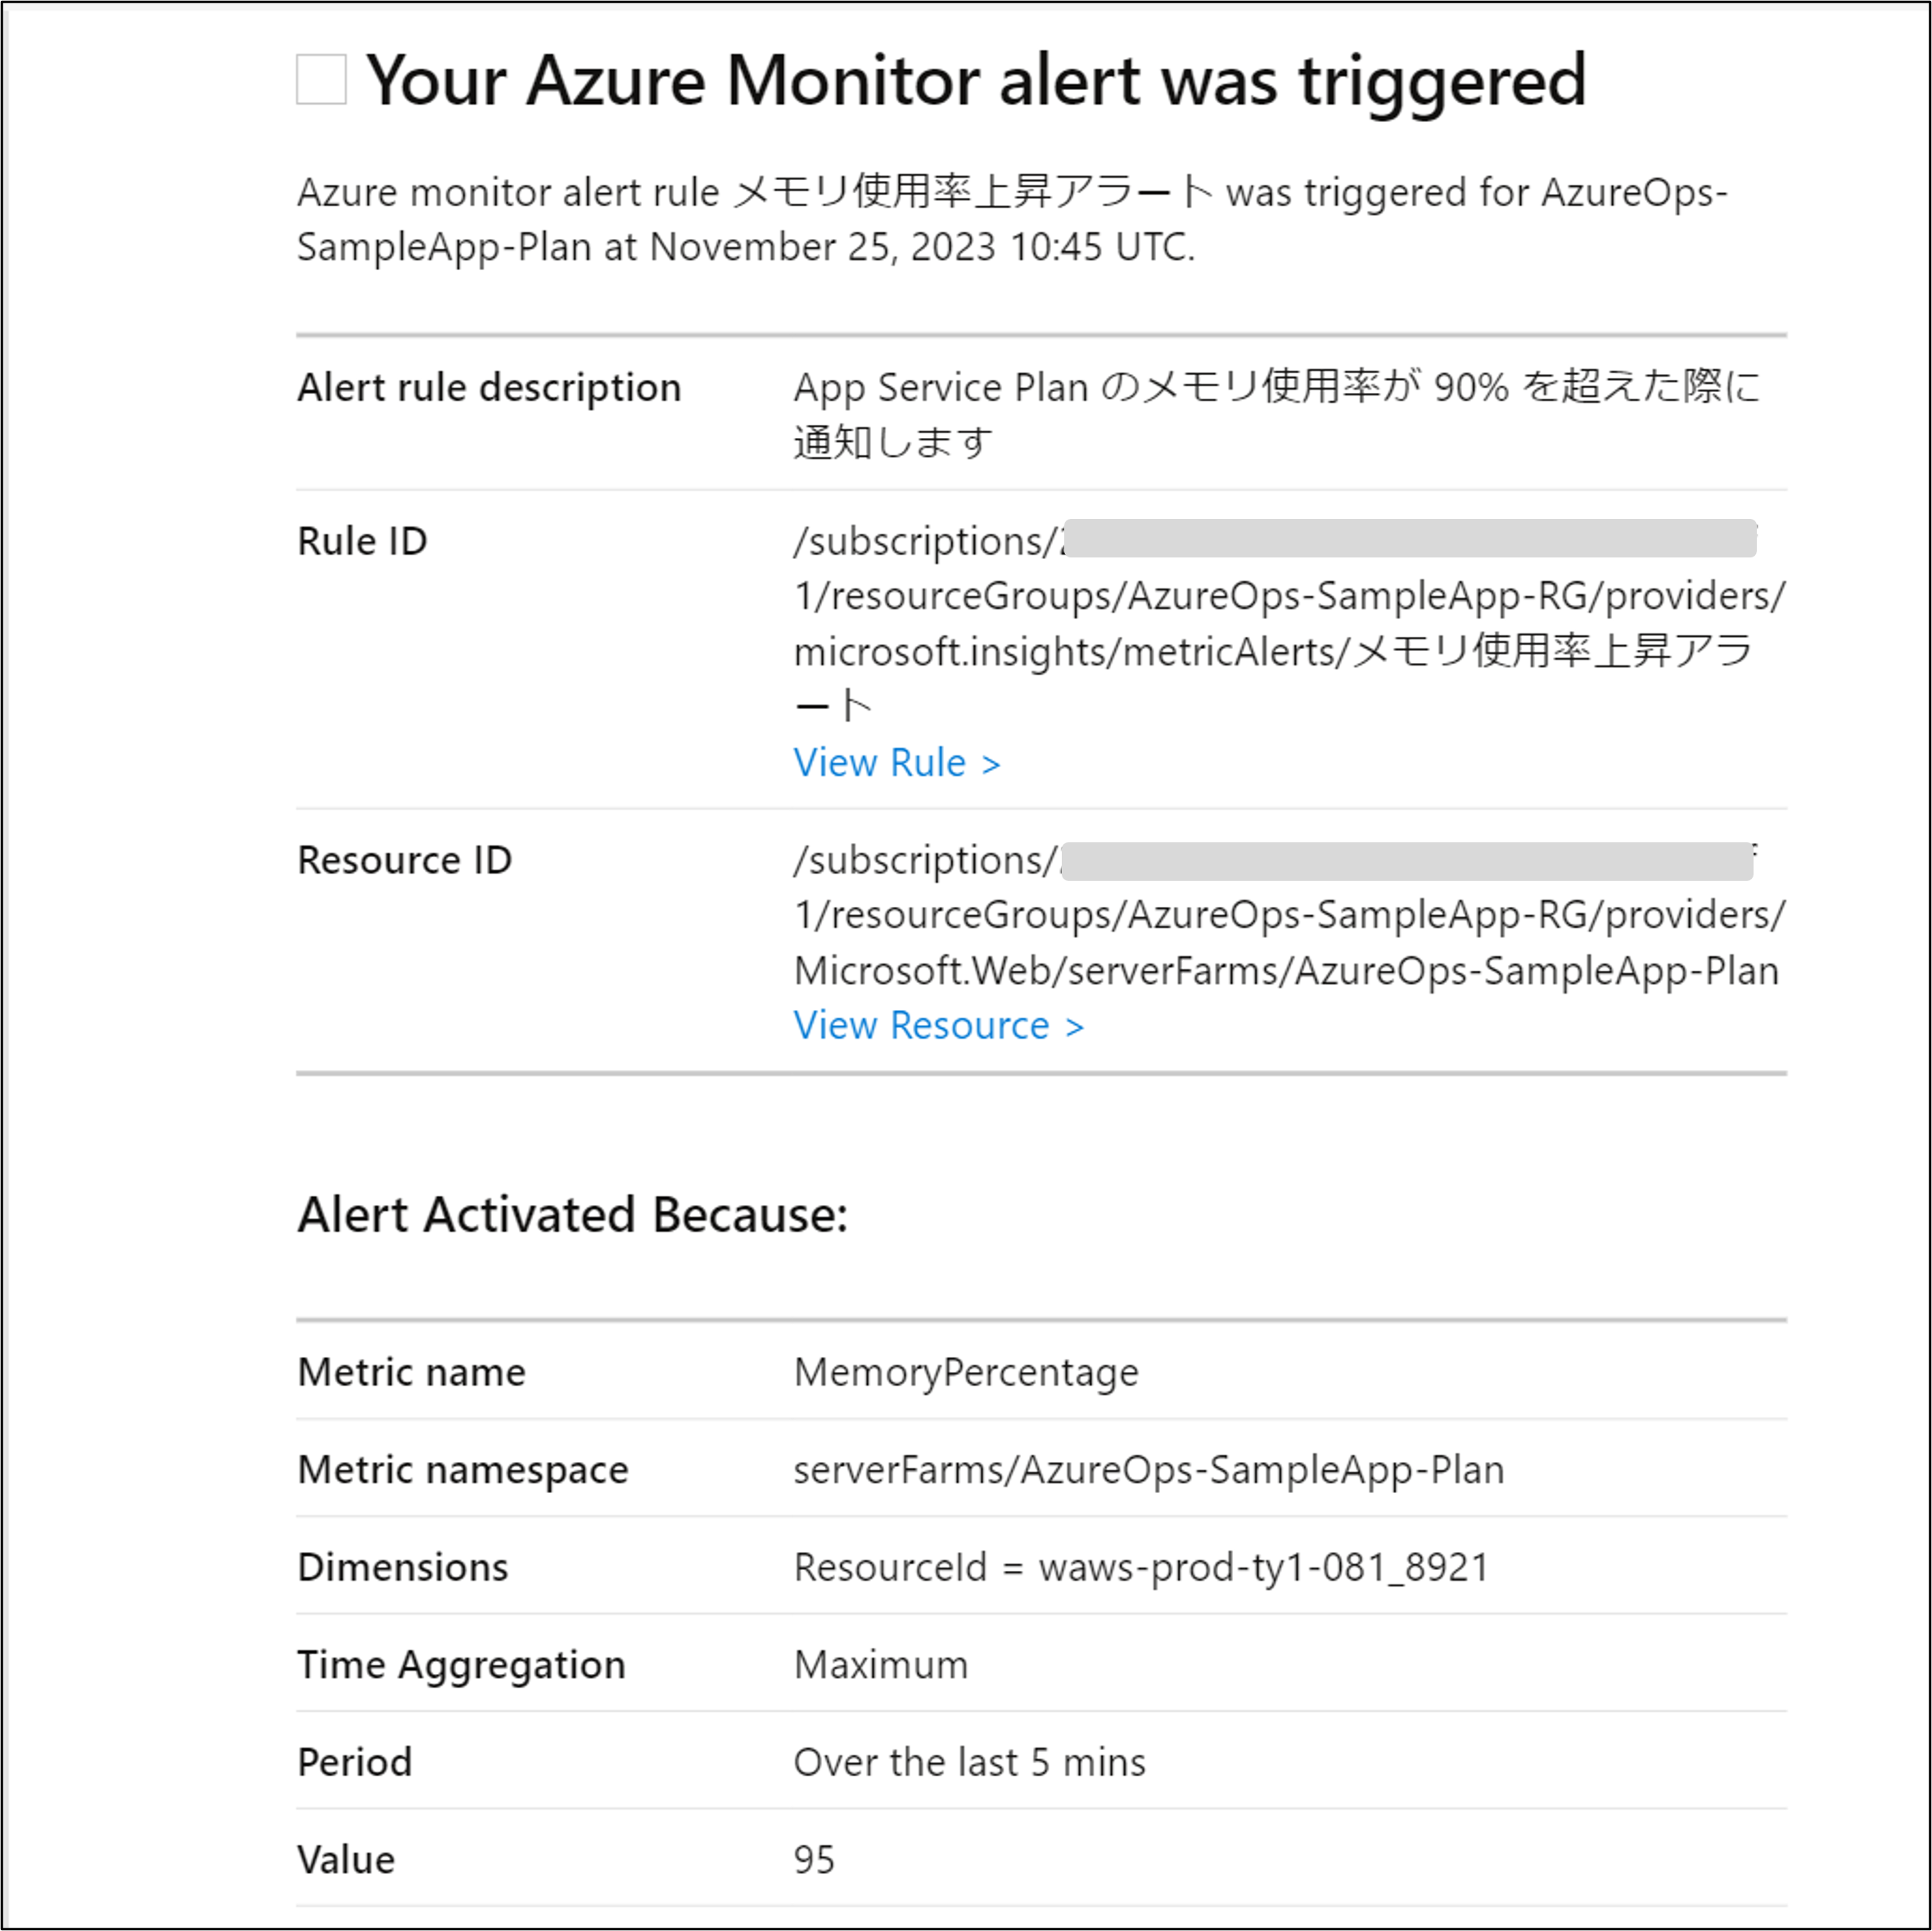 Your Azure Monitor alert was triggered
Azure monitor alert rule メモリ使用率上昇アラート was triggered for AzureOps-
SampleApp-Plan at November 25, 2023 10:45 UTC.
Alert rule description
App Service Plan のメモリ使用率が 90% を超えた際に
通知します
Rule ID
/subscriptions/
1/resourceGroups/AzureOps-SampleApp-RG/providers/
microsoft.insights/metricAlerts/メモリ使用率上昇アラ
ート
View Rule >
Resource ID
/subscriptions/
1/resourceGroups/AzureOps-SampleApp-RG/providers/
Microsoft.Web/serverFarms/AzureOps-SampleApp-Plan
View Resource >
Alert Activated Because:
Metric name MemoryPercentage
Metric namespace serverFarms/AzureOps-SampleApp-Plan
Dimensions ResourceId = waws-prod-ty1-081_8921
Time Aggregation Maximum
Period Over the last 5 mins
Value 95